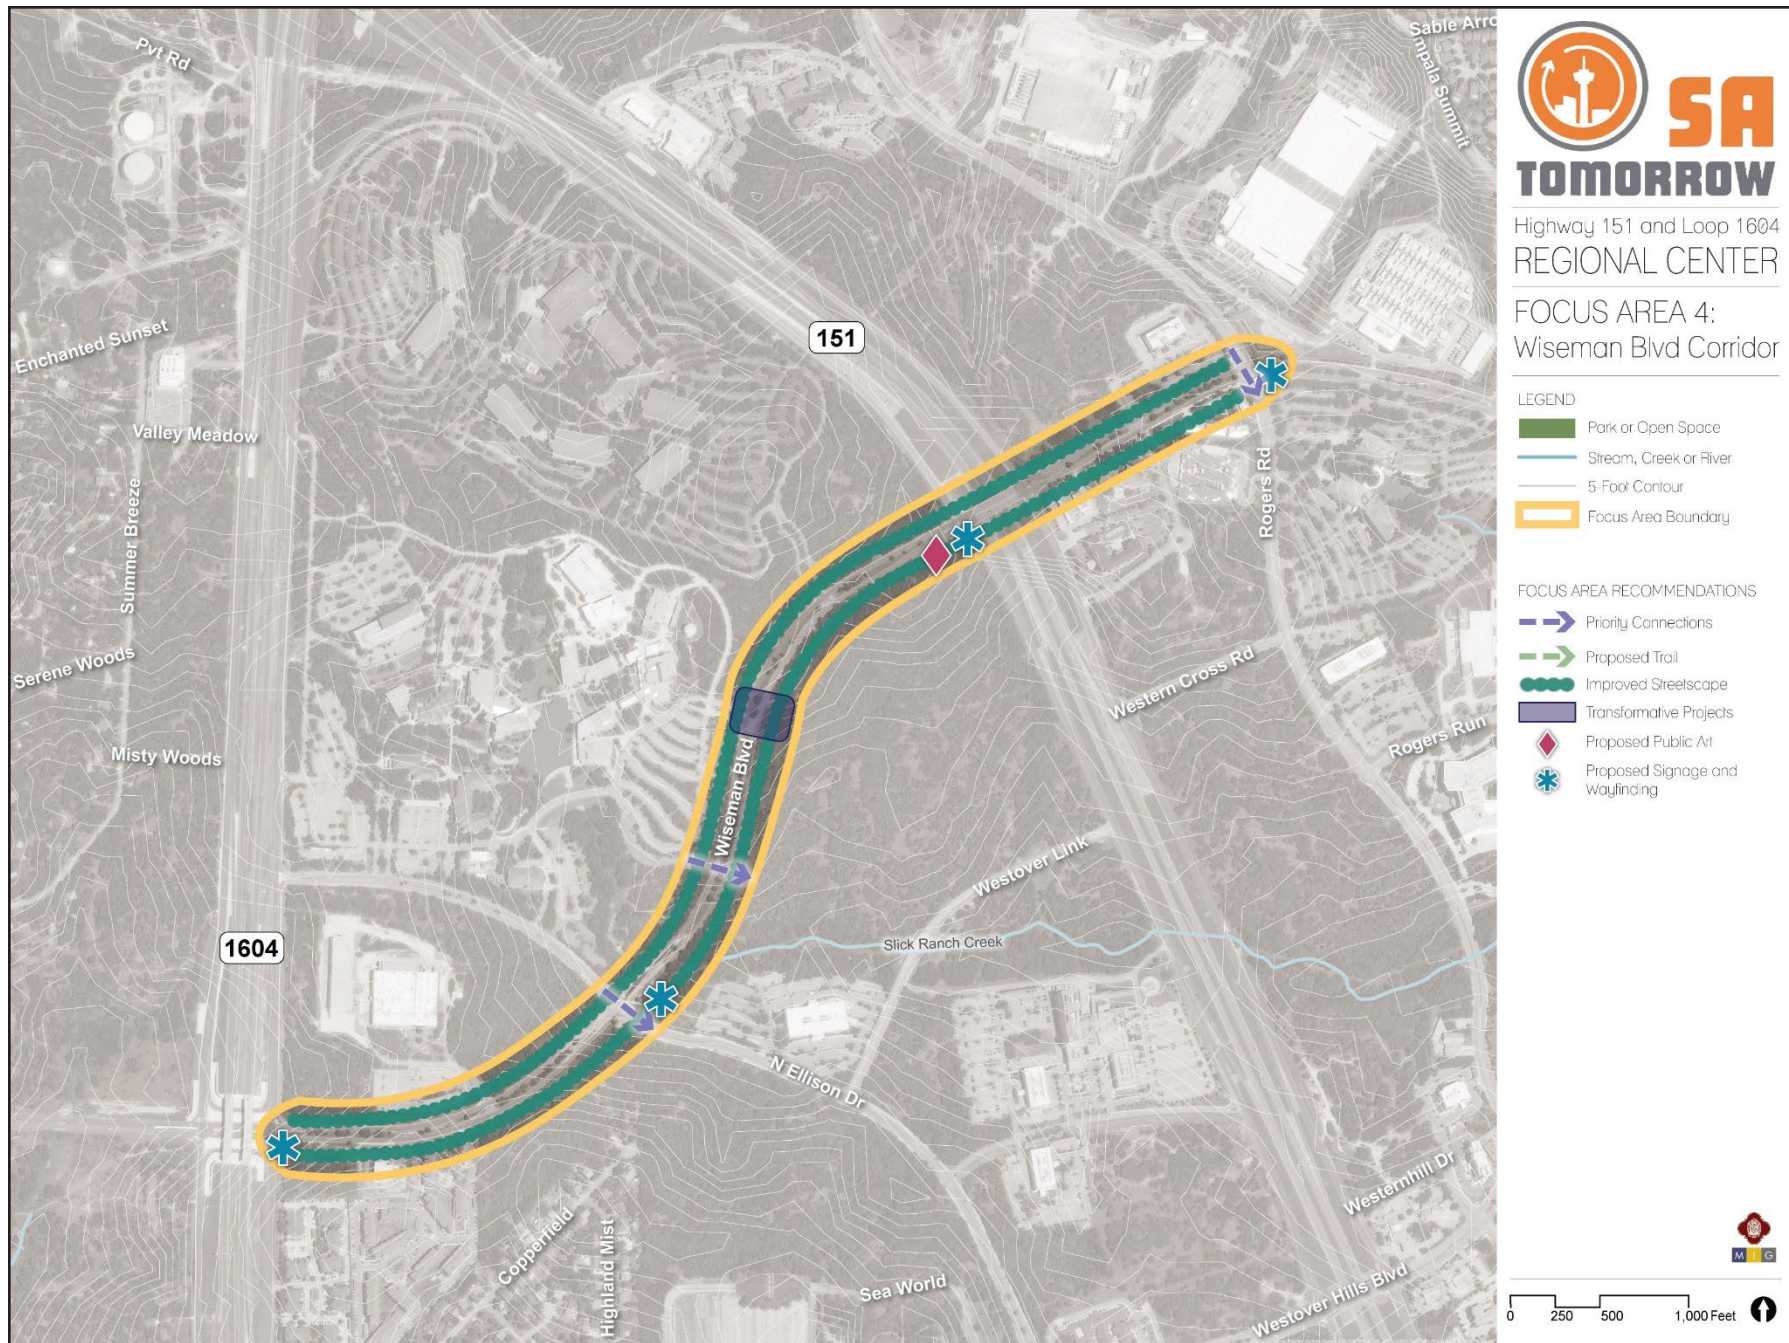 Pvt Rd
Sable Arro
mpala Summit
Enchanted Sunset
151
Valley Meadow
Summer Breeze
Rogers Rd
Serene Woods
Western Cross Rd
Rogers Run
Misty Woods
Wiseman Blvd
Westover Link
1604
Slick Ranch Creek
N Ellison Dr
Westernhill Dr
Copperfield
Highland Mist
Sea World
Westover Hills Blvd
SA
TOMORROW
Highway 151 and Loop 1604
REGIONAL CENTER
FOCUS AREA 4:
Wiseman Blvd Corridor
LEGEND
Park or Open Space
Stream, Creek or River
5-Foot Contour
Focus Area Boundary
FOCUS AREA RECOMMENDATIONS
Priority Connections
Proposed Trail
Improved Streetscape
Transformative Projects
Proposed Public Art
Proposed Signage and
Wayfinding
M I G
0 250 500 1,000 Feet